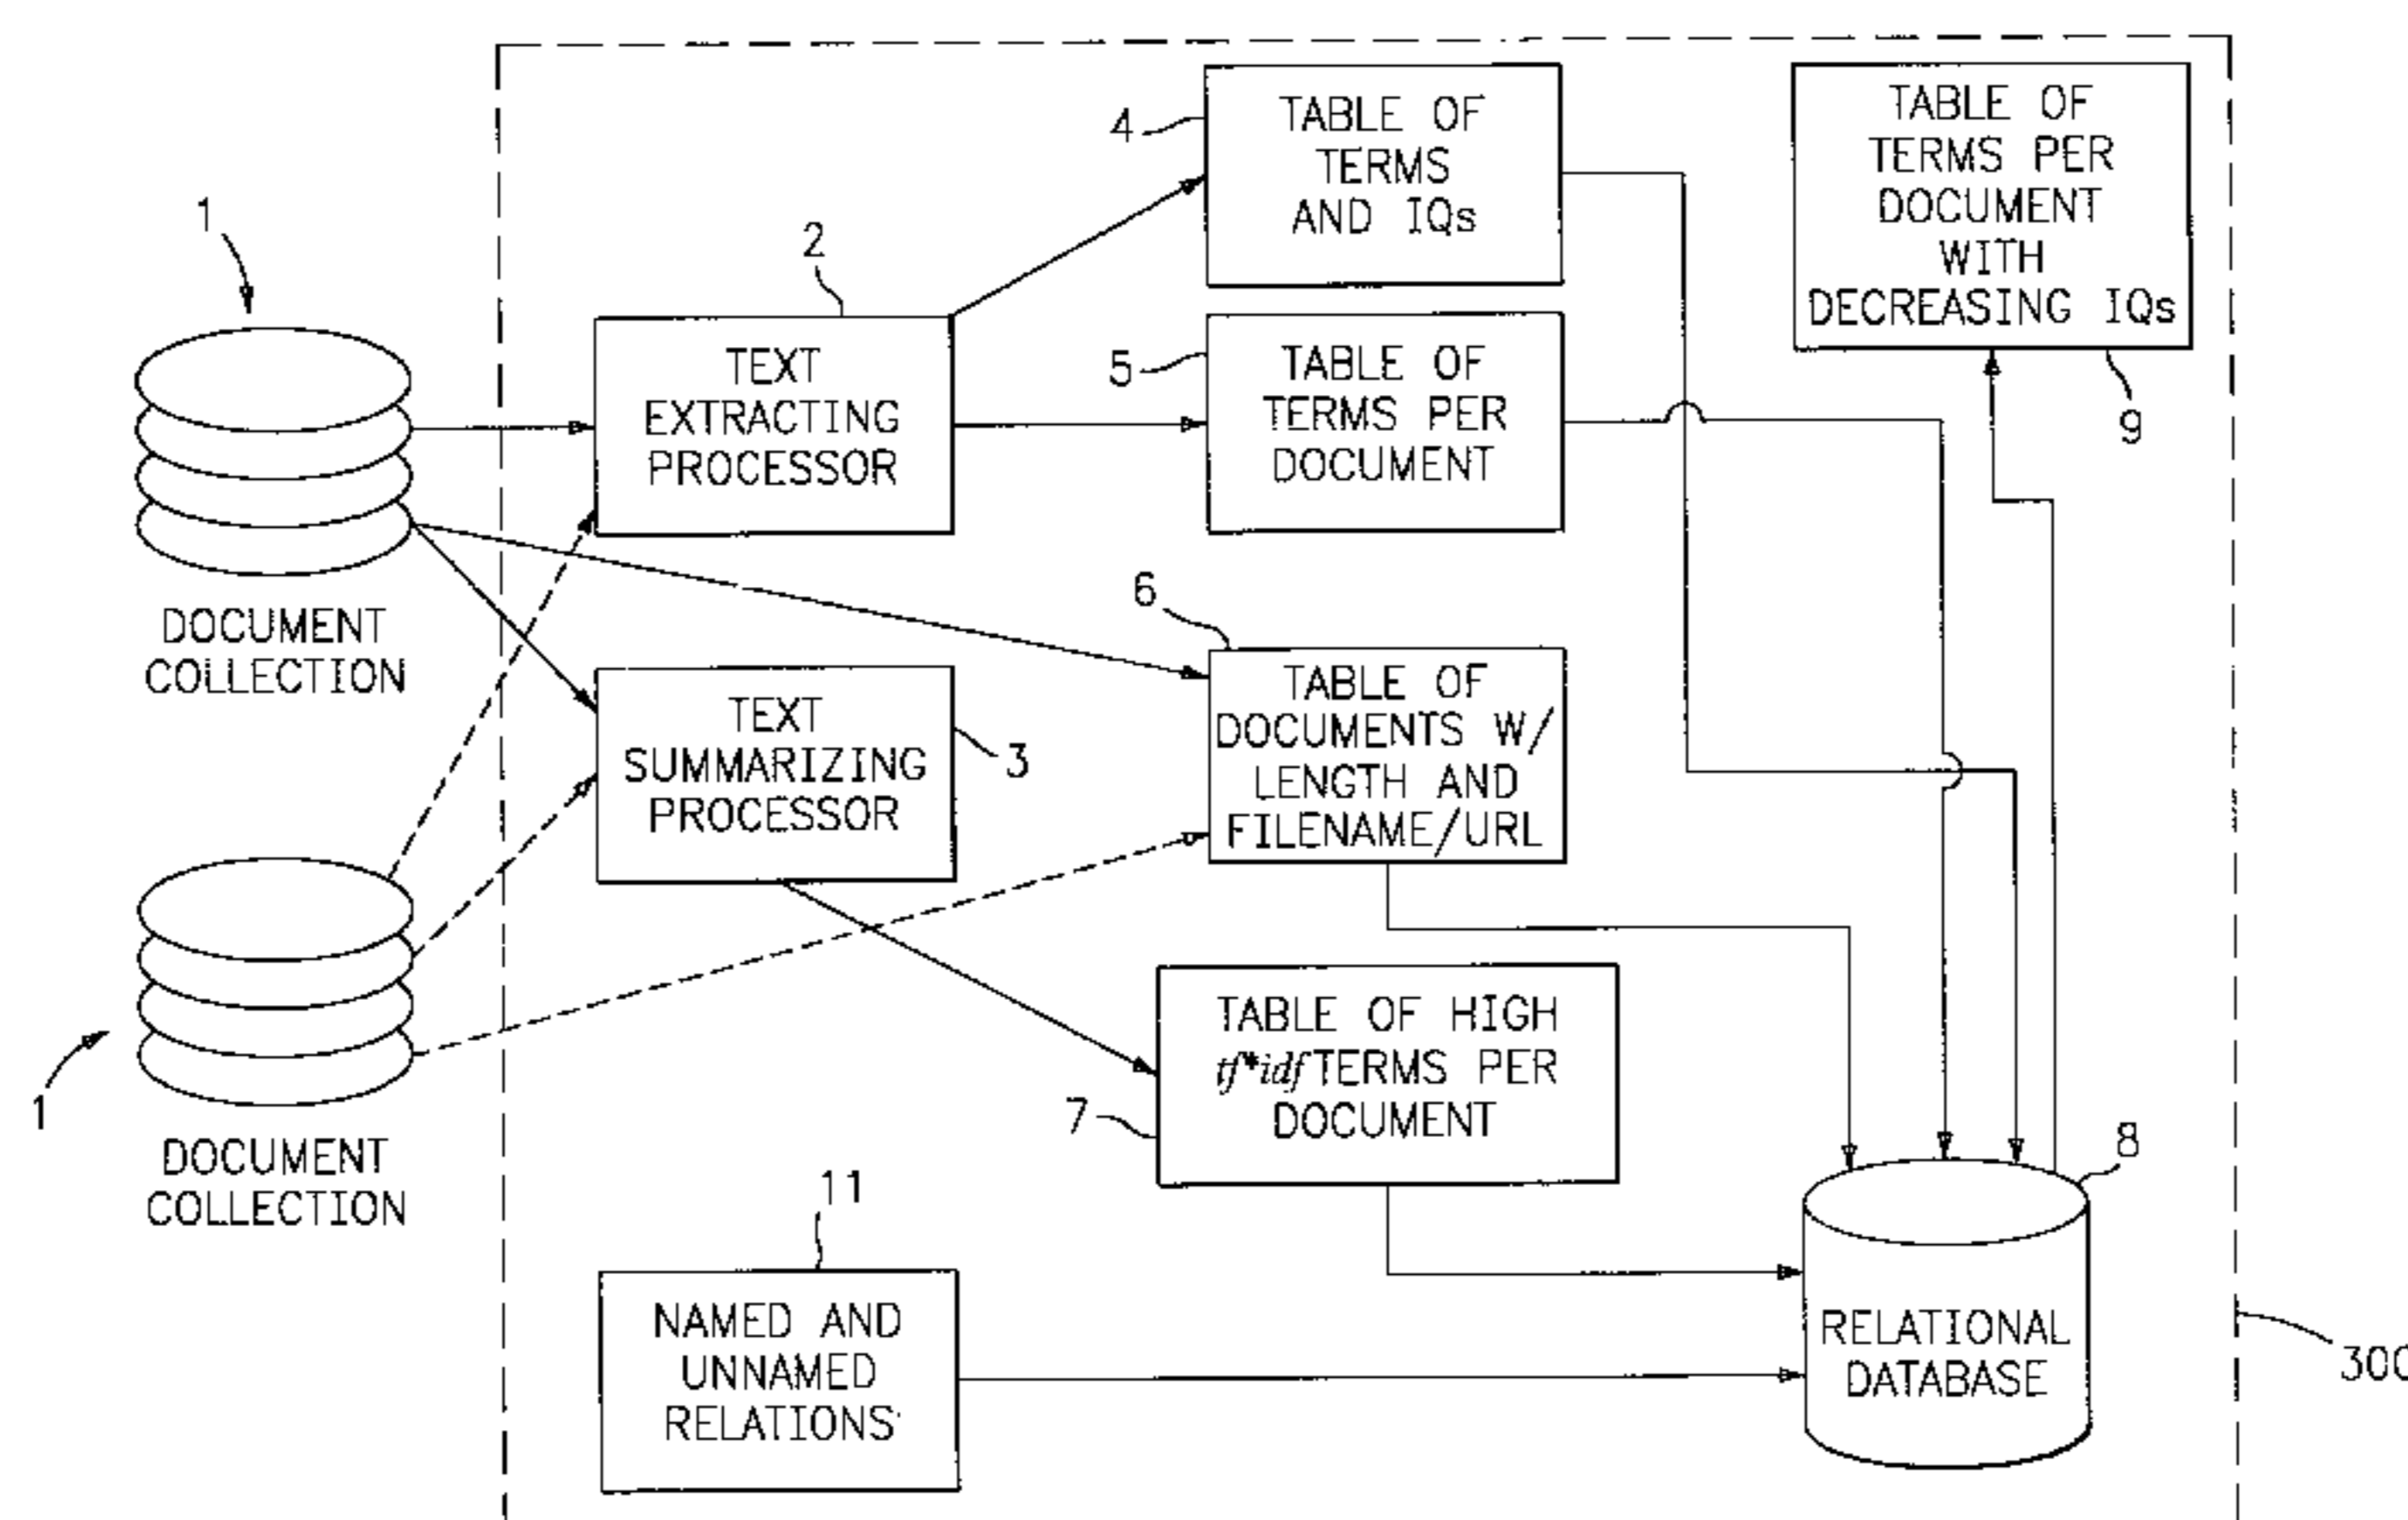 1
DOCUMENT
COLLECTION
1
DOCUMENT
COLLECTION
2
TEXT
EXTRACTING
PROCESSOR
TEXT
SUMMARIZING
PROCESSOR
3
11
NAMED AND
UNNAMED
RELATIONS
4
TABLE OF
TERMS
AND IQs
5
TABLE OF
TERMS PER
DOCUMENT
6
TABLE OF
DOCUMENTS W/
LENGTH AND
FILENAME/URL
TABLE OF HIGH
tf*idf TERMS PER
DOCUMENT
7
TABLE OF
TERMS PER
DOCUMENT
WITH
DECREASING IQs
9
8
RELATIONAL
DATABASE
300